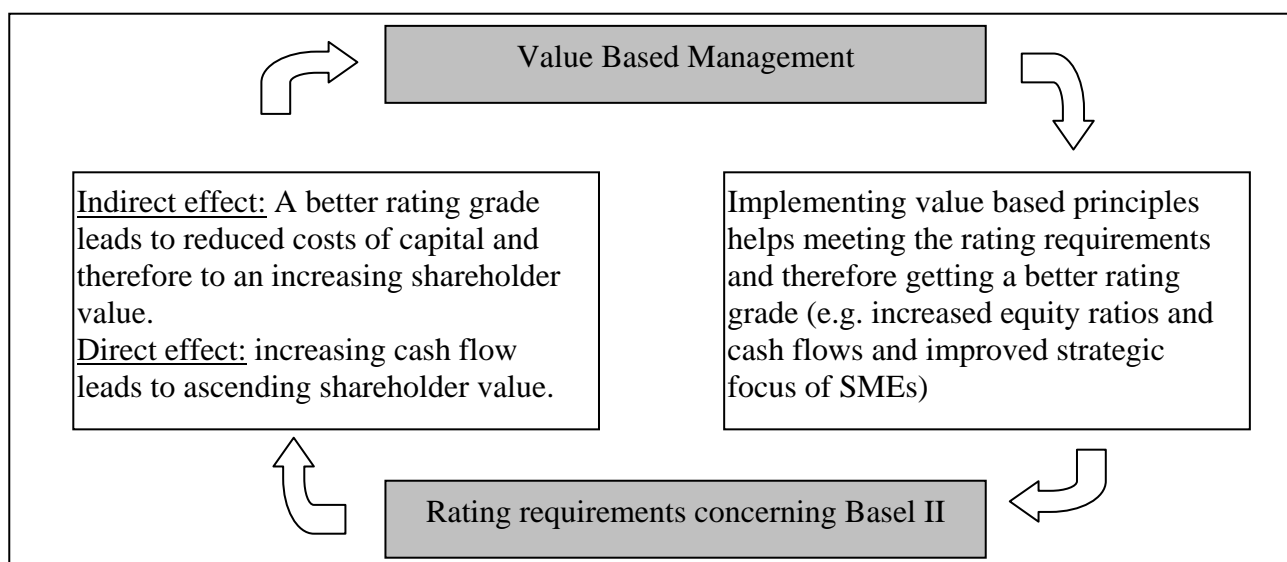 Value Based Management
Indirect effect: A better rating grade
leads to reduced costs of capital and
therefore to an increasing shareholder
value.
Direct effect: increasing cash flow
leads to ascending shareholder value.
Implementing value based principles
helps meeting the rating requirements
and therefore getting a better rating
grade (e.g. increased equity ratios and
cash flows and improved strategic
focus of SMEs)
Rating requirements concerning Basel II